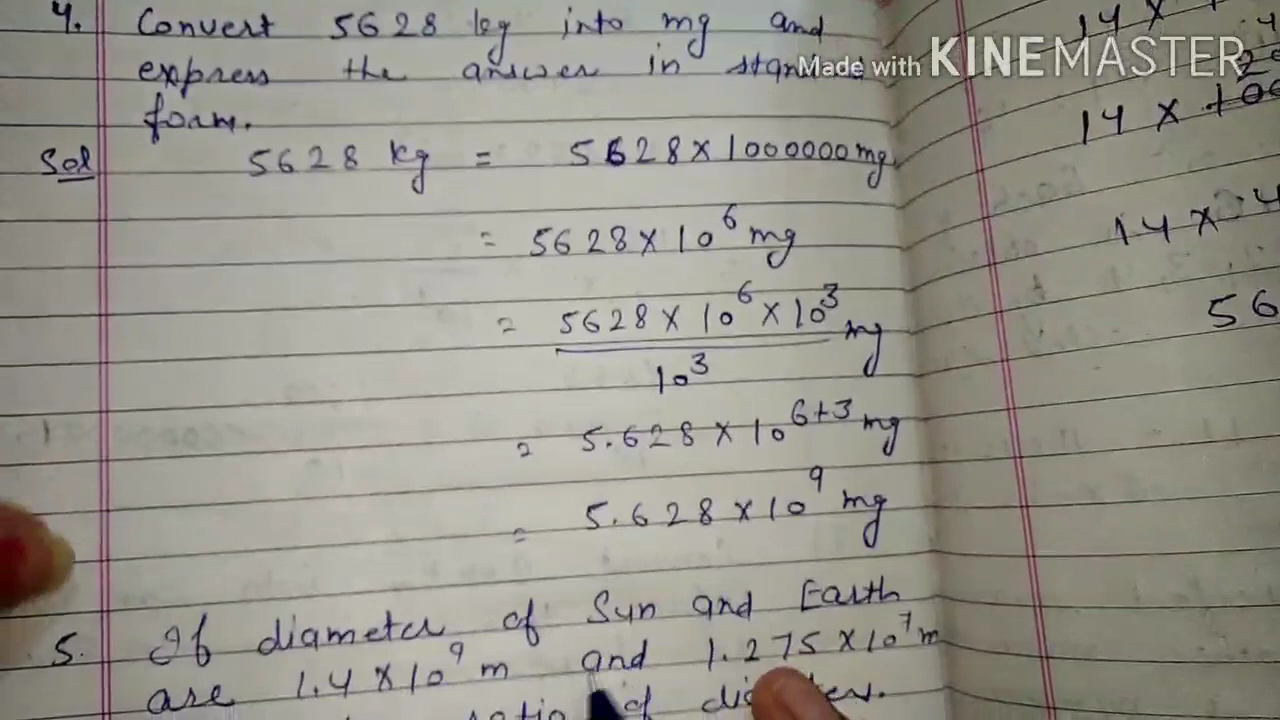 4. Convert 5628 kg into mg and
express the answer in standard
form.
Sol 5628 kg = 5628 × 1000000 mg
= 5628 × 10^6 mg
= 5628 × 10^6 × 10^3 / 10^3 mg
= 5.628 × 10^6+3 mg
= 5.628 × 10^9 mg
5. If diameter of Sun and Earth
are 1.4 × 10^9 m and 1.275 × 10^7 m
of
Made with KINEMASTER
14 ×
14 × 100
14 × 4
56